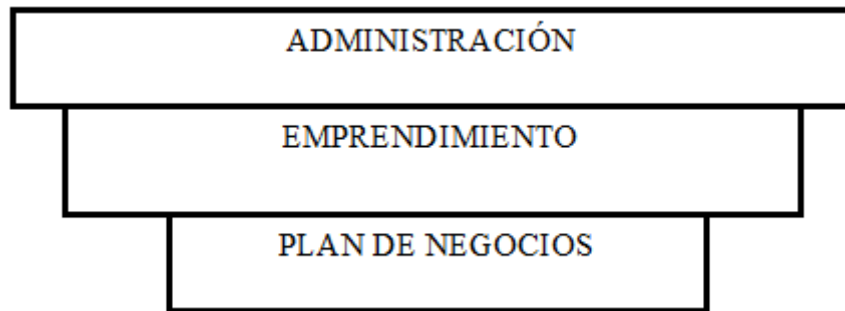 ADMINISTRACIÓN
EMPRENDIMIENTO
PLAN DE NEGOCIOS